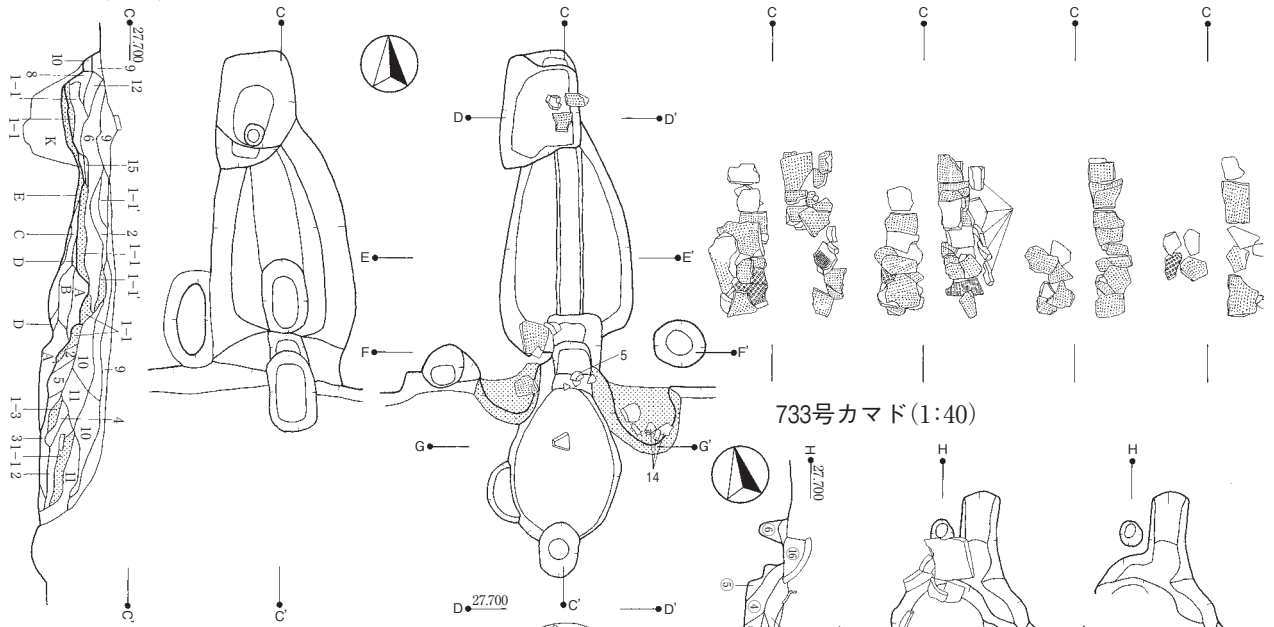 C
27.700
10
9
8
12
1-1'
1-1
K
6
9
15
E
1-1'
C
2
D
1-1
1-1'
B
A
D
1-1
A
2
10
9
5
11
1-3
4
10
3
1-1
2
11
C'
C
C'
C
D
D'
E
E'
F
F'
5
G
G'
14
C'
D
27.700
D'
C
C
C
C
733号カマド(1:40)
H
27.700
⑥
⑯
⑤
④
H
H